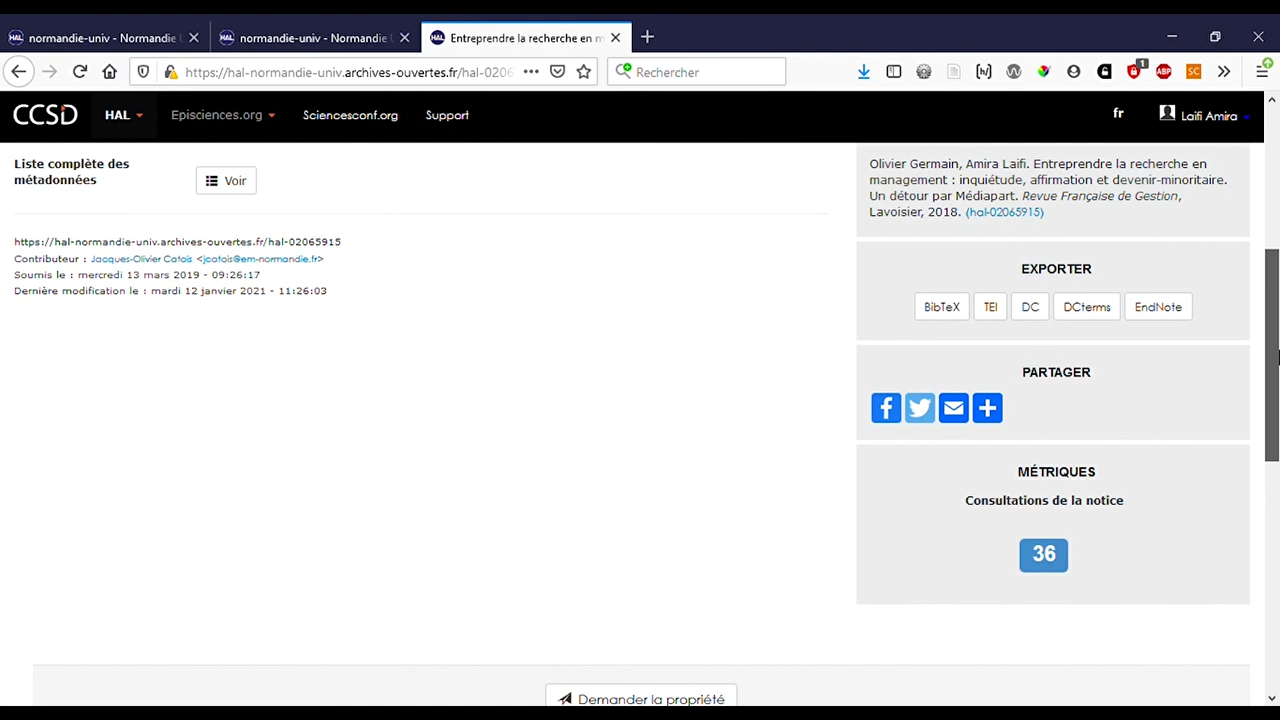 normandie-univ - Normandie
normandie-univ - Normandie
Entreprendre la recherche en m
https://hal-normandie-univ.archives-ouvertes.fr/hal-0206
Rechercher
1
ABP
SC
CCSD
HAL
Episciences.org
Sciencesconf.org
Support
fr
Laifi Amira
Liste complète des
métadonnées
Voir
https://hal-normandie-univ.archives-ouvertes.fr/hal-02065915
Contributeur : Jacques-Olivier Catois <jcatois@em-normandie.fr>
Soumis le : mercredi 13 mars 2019 - 09:26:17
Dernière modification le : mardi 12 janvier 2021 - 11:26:03
Olivier Germain, Amira Laifi. Entreprendre la recherche en
management : inquiétude, affirmation et devenir-minoritaire.
Un détour par Médiapart. Revue Française de Gestion,
Lavoisier, 2018. ⟨hal-02065915⟩
EXPORTER
BibTeX TEI DC DCterms EndNote
PARTAGER
MÉTRIQUES
Consultations de la notice
36
Demander la propriété